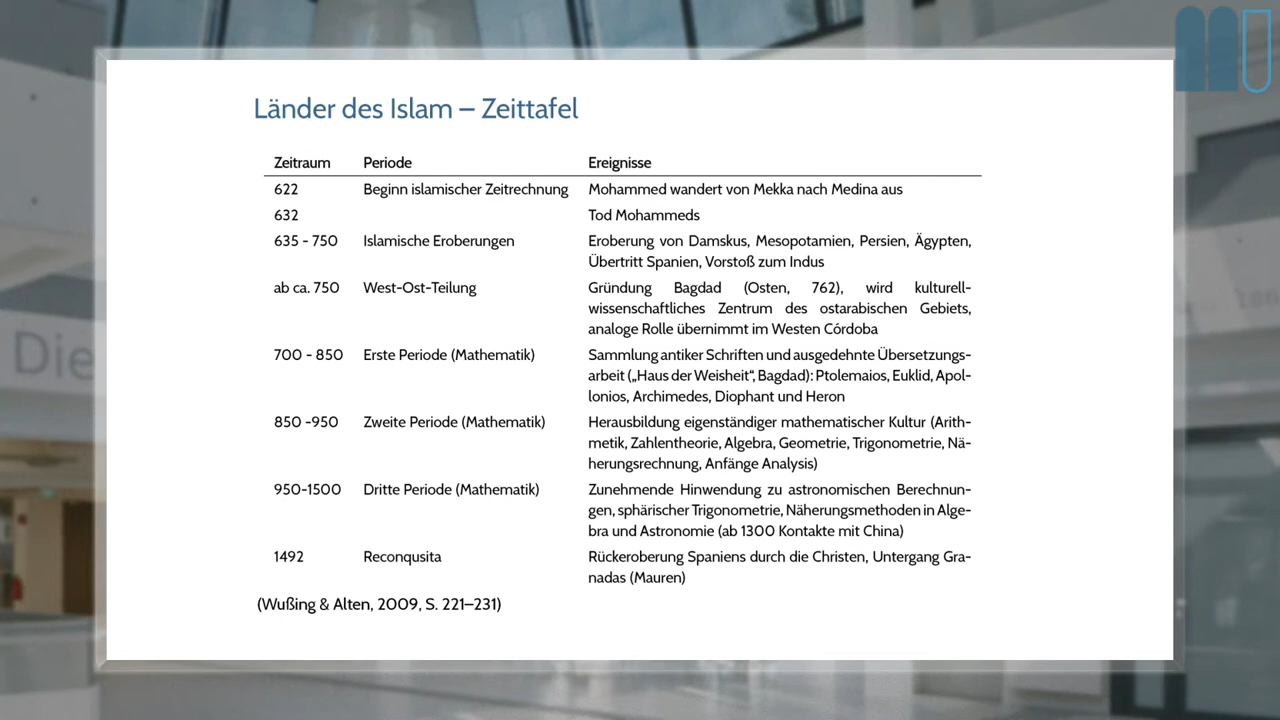 Länder des Islam – Zeittafel
Zeitraum Periode Ereignisse
622 Beginn islamischer Zeitrechnung Mohammed wandert von Mekka nach Medina aus
632 Tod Mohammeds
635 - 750 Islamische Eroberungen Eroberung von Damskus, Mesopotamien, Persien, Ägypten,
Übertritt Spanien, Vorstoß zum Indus
ab ca. 750 West-Ost-Teilung Gründung Bagdad (Osten, 762), wird kulturell-
wissenschaftliches Zentrum des ostarabischen Gebiets,
analoge Rolle übernimmt im Westen Córdoba
700 - 850 Erste Periode (Mathematik) Sammlung antiker Schriften und ausgedehnte Übersetzungs-
arbeit („Haus der Weisheit“, Bagdad): Ptolemaios, Euklid, Apol-
lonios, Archimedes, Diophant und Heron
850 -950 Zweite Periode (Mathematik) Herausbildung eigenständiger mathematischer Kultur (Arith-
metik, Zahlentheorie, Algebra, Geometrie, Trigonometrie, Nä-
herungsrechnung, Anfänge Analysis)
950-1500 Dritte Periode (Mathematik) Zunehmende Hinwendung zu astronomischen Berechnun-
gen, sphärischer Trigonometrie, Näherungsmethoden in Alge-
bra und Astronomie (ab 1300 Kontakte mit China)
1492 Reconqusita Rückeroberung Spaniens durch die Christen, Untergang Gra-
nadas (Mauren)
(Wußing & Alten, 2009, S. 221–231)
Die